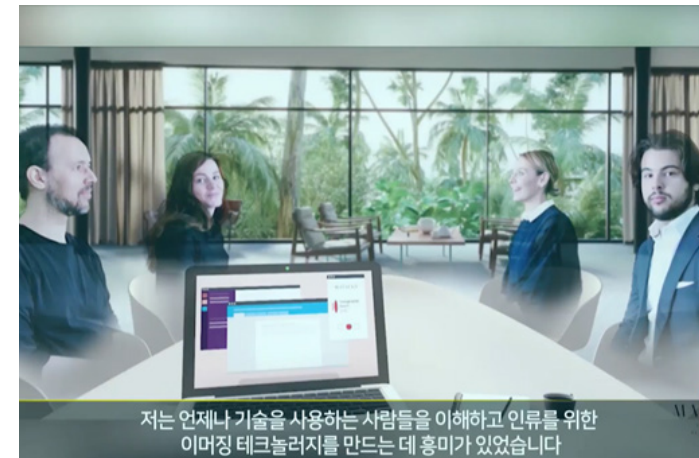 저는 언제나 기술을 사용하는 사람들을 이해하고 인류를 위한
이머징 테크놀러지를 만드는 데 흥미가 있었습니다